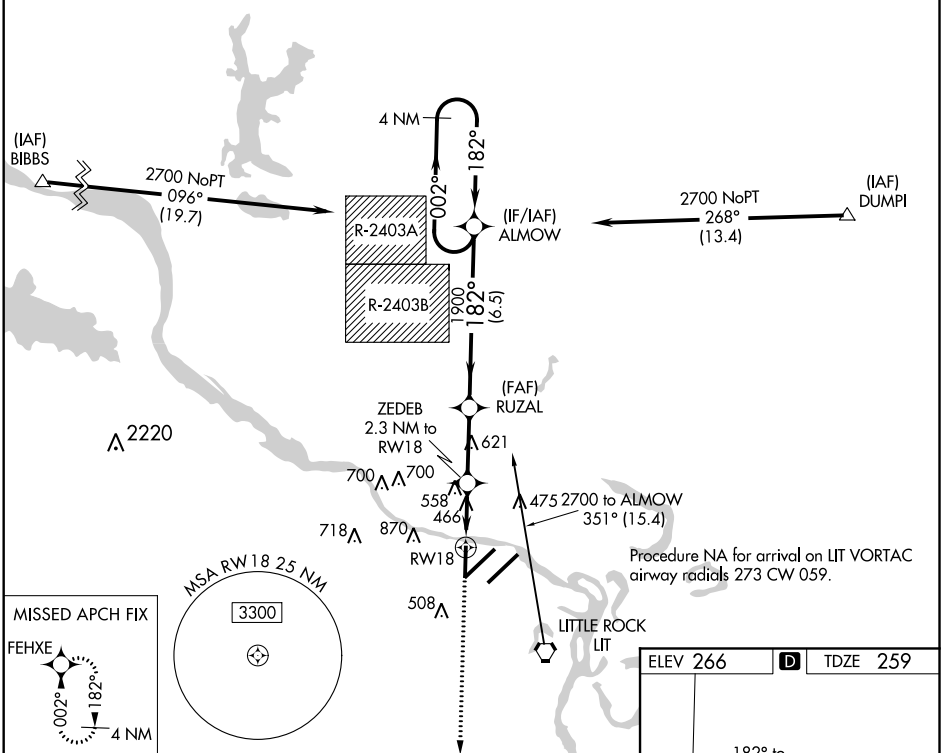 4 NM
182°
002°
(IAF)
BIBBS
2700 NoPT
096°
(19.7)
R-2403A
(IF/IAF)
ALMOW
2700 NoPT
268°
(13.4)
(IAF)
DUMPI
R-2403B
1900
182°
(6.5)
(FAF)
RUZAL
ZEDEB
2.3 NM to
RW18
2220
621
700
700
558
466
475
2700 to ALMOW
351° (15.4)
718
870
RW18
Procedure NA for arrival on LIT VORTAC
airway radials 273 CW 059.
MSA RW18 25 NM
3300
508
LITTLE ROCK
LIT
MISSED APCH FIX
FEHXE
002°
182°
4 NM
ELEV 266
D
TDZE 259
182° to